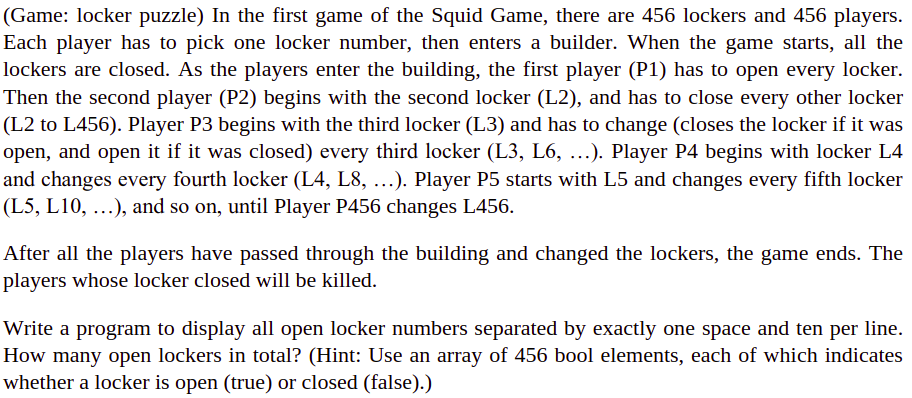 (Game: locker puzzle) In the first game of the Squid Game, there are 456 lockers and 456 players.
Each player has to pick one locker number, then enters a builder. When the game starts, all the
lockers are closed. As the players enter the building, the first player (P1) has to open every locker.
Then the second player (P2) begins with the second locker (L2), and has to close every other locker
(L2 to L456). Player P3 begins with the third locker (L3) and has to change (closes the locker if it was
open, and open it if it was closed) every third locker (L3, L6, …). Player P4 begins with locker L4
and changes every fourth locker (L4, L8, …). Player P5 starts with L5 and changes every fifth locker
(L5, L10, …), and so on, until Player P456 changes L456.
After all the players have passed through the building and changed the lockers, the game ends. The
players whose locker closed will be killed.
Write a program to display all open locker numbers separated by exactly one space and ten per line.
How many open lockers in total? (Hint: Use an array of 456 bool elements, each of which indicates
whether a locker is open (true) or closed (false).)